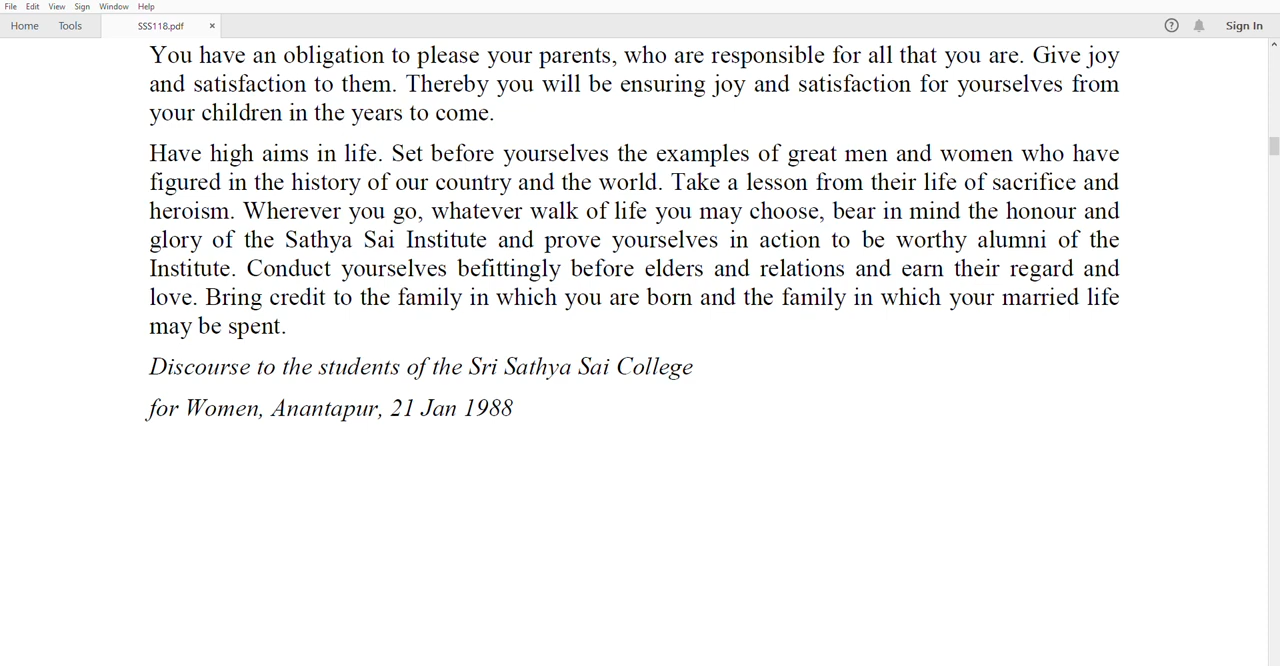 File Edit View Sign Window Help
Home Tools SSS118.pdf × ? Sign In
You have an obligation to please your parents, who are responsible for all that you are. Give joy
and satisfaction to them. Thereby you will be ensuring joy and satisfaction for yourselves from
your children in the years to come.
Have high aims in life. Set before yourselves the examples of great men and women who have
figured in the history of our country and the world. Take a lesson from their life of sacrifice and
heroism. Wherever you go, whatever walk of life you may choose, bear in mind the honour and
glory of the Sathya Sai Institute and prove yourselves in action to be worthy alumni of the
Institute. Conduct yourselves befittingly before elders and relations and earn their regard and
love. Bring credit to the family in which you are born and the family in which your married life
may be spent.
Discourse to the students of the Sri Sathya Sai College
for Women, Anantapur, 21 Jan 1988